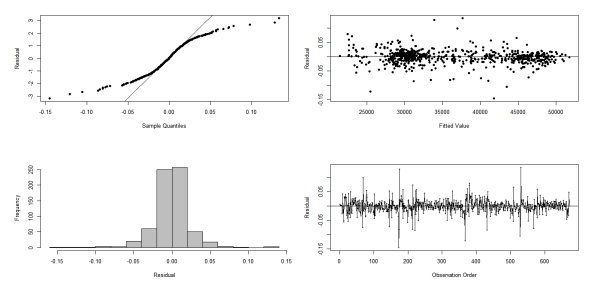 Residual
3
2
1
0
-1
-2
-3
-0.15 -0.10 -0.05 0.00 0.05 0.10
Sample Quantiles
Residual
0.05
-0.05
-0.15
25000 30000 35000 40000 45000 50000
Fitted Value
Frequency
250
200
150
100
50
0
-0.15 -0.10 -0.05 0.00 0.05 0.10 0.15
Residual
Residual
0.05
-0.05
-0.15
0 100 200 300 400 500 600
Observation Order